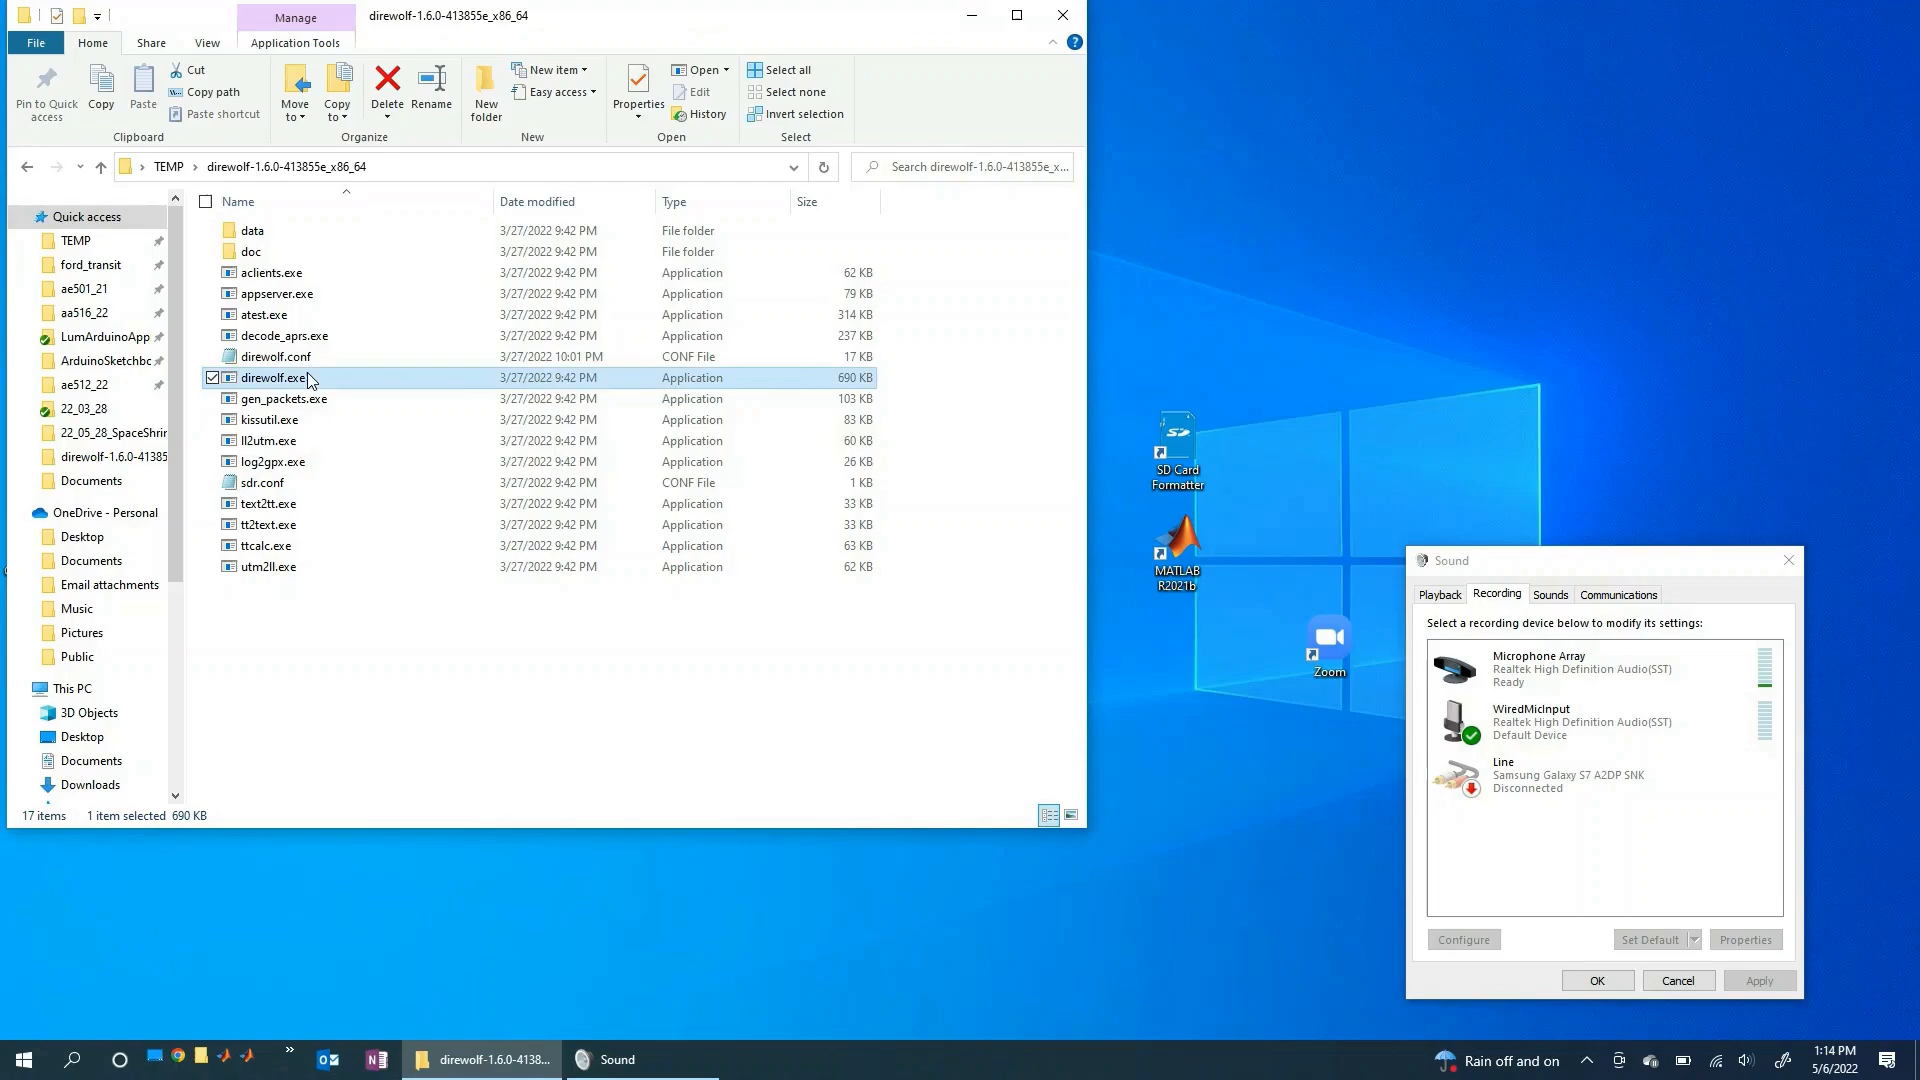 Manage
direwolf-1.6.0-413855e_x86_64
File
Home
Share
View
Application Tools
Pin to Quick access
Copy
Paste
Cut
Copy path
Paste shortcut
Clipboard
Move to
Copy to
Delete
Rename
Organize
New folder
New item
Easy access
New
Properties
Open
Edit
History
Open
Select all
Select none
Invert selection
Select
TEMP
direwolf-1.6.0-413855e_x86_64
Search direwolf-1.6.0-413855e_x...
Name Date modified Type Size
data 3/27/2022 9:42 PM File folder
doc 3/27/2022 9:42 PM File folder
aclients.exe 3/27/2022 9:42 PM Application 62 KB
appserver.exe 3/27/2022 9:42 PM Application 79 KB
atest.exe 3/27/2022 9:42 PM Application 314 KB
decode_aprs.exe 3/27/2022 9:42 PM Application 237 KB
direwolf.conf 3/27/2022 10:01 PM CONF File 17 KB
direwolf.exe 3/27/2022 9:42 PM Application 690 KB
gen_packets.exe 3/27/2022 9:42 PM Application 103 KB
kissutil.exe 3/27/2022 9:42 PM Application 83 KB
ll2utm.exe 3/27/2022 9:42 PM Application 60 KB
log2gpx.exe 3/27/2022 9:42 PM Application 26 KB
sdr.conf 3/27/2022 9:42 PM CONF File 1 KB
text2tt.exe 3/27/2022 9:42 PM Application 33 KB
tt2text.exe 3/27/2022 9:42 PM Application 33 KB
ttcalc.exe 3/27/2022 9:42 PM Application 63 KB
utm2ll.exe 3/27/2022 9:42 PM Application 62 KB
Quick access
TEMP
ford_transit
ae501_21
aa516_22
LumArduinoApp
ArduinoSketchbc
ae512_22
22_03_28
22_05_28_SpaceShrir
direwolf-1.6.0-41385
Documents
OneDrive - Personal
Desktop
Documents
Email attachments
Music
Pictures
Public
This PC
3D Objects
Desktop
Documents
Downloads
17 items 1 item selected 690 KB
SD Card
Formatter
MATLAB
R2021b
Zoom
Sound
Playback Recording Sounds Communications
Select a recording device below to modify its settings:
Microphone Array
Realtek High Definition Audio(SST)
Ready
WiredMicInput
Realtek High Definition Audio(SST)
Default Device
Line
Samsung Galaxy S7 A2DP SNK
Disconnected
Configure Set Default Properties
OK Cancel Apply
direwolf-1.6.0-4138...
Sound
Rain off and on
1:14 PM
5/6/2022